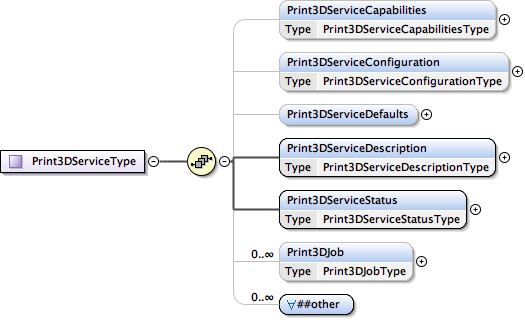 Print3DServiceCapabilities
Type Print3DServiceCapabilitiesType
Print3DServiceConfiguration
Type Print3DServiceConfigurationType
Print3DServiceDefaults
Print3DServiceType
Print3DServiceDescription
Type Print3DServiceDescriptionType
Print3DServiceStatus
Type Print3DServiceStatusType
0..∞
Print3DJob
Type Print3DJobType
0..∞
∀##other